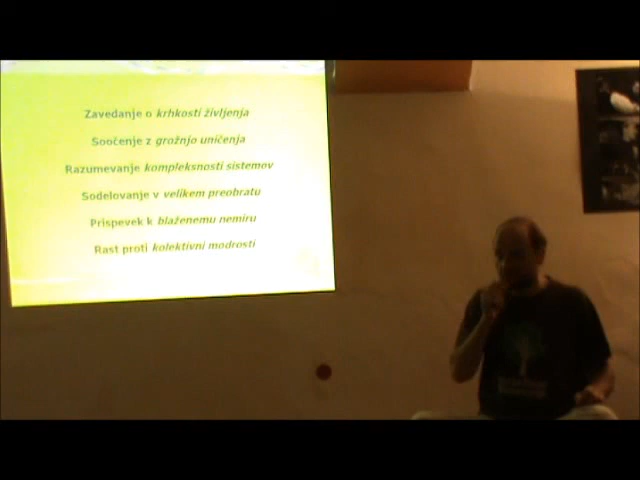 Zavedanje o krhkosti življenja
Soočenje z grožnjo uničenja
Razumevanje kompleksnosti sistemov
Sodelovanje v velikem preobratu
Prispevek k blaženemu nemiru
Rast proti kolektivni modrosti